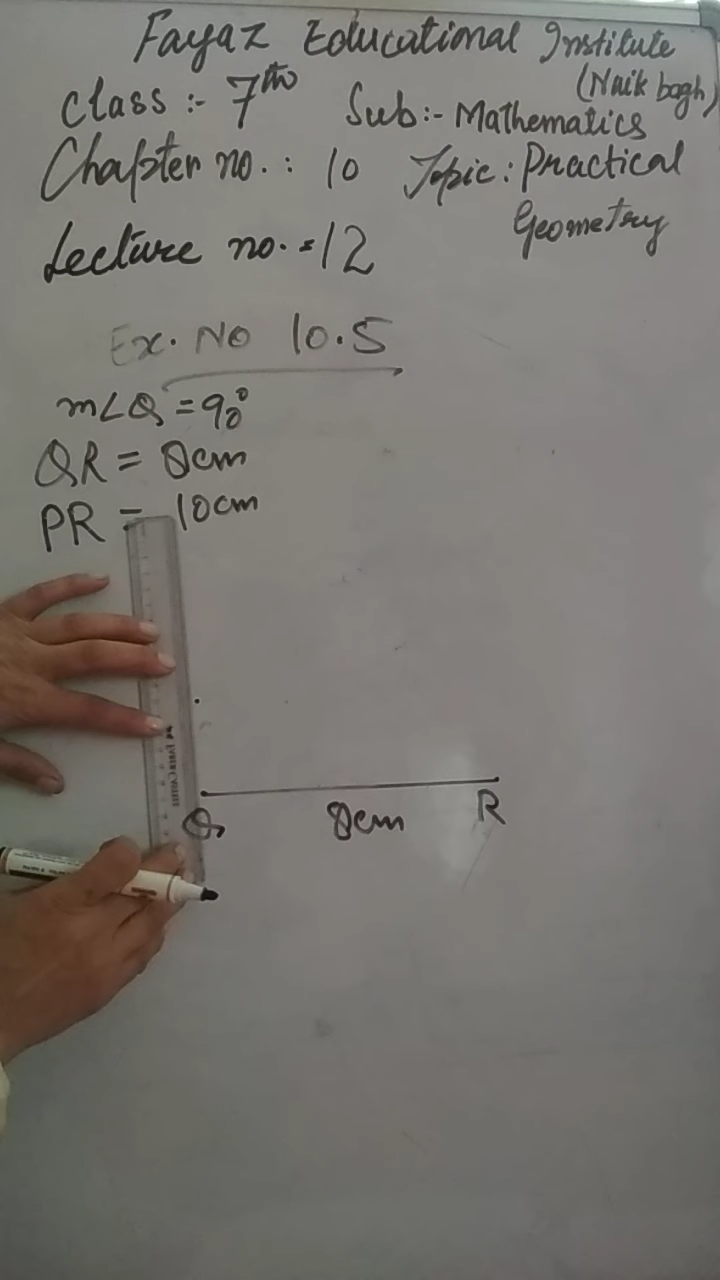 Fayaz Educational Institute
(Naik bagh)
Class :- 7th Sub:- Mathematics
Chapter no. : 10 Topic : Practical
Geometry
Lecture no. = 12
Ex. No 10.5
m∠Q = 90°
QR = 8cm
PR = 10cm
Q 8cm R